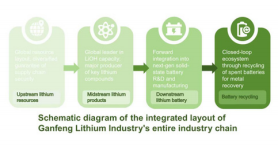 Global leader in
LCM capacity,
major producer
of key lithium
compounds
Forward
integration into
next-gen solid-
state battery
R&D and
manufacturing
Closed-loop
ecosystem
through recycling
of spent batteries
for metal
recovery
Upstream lithium
resources
Midstream lithium
products
Downstream
lithium battery
Battery recycling
Schematic diagram of the integrated layout of
Ganfeng Lithium Industry's entire industry chain